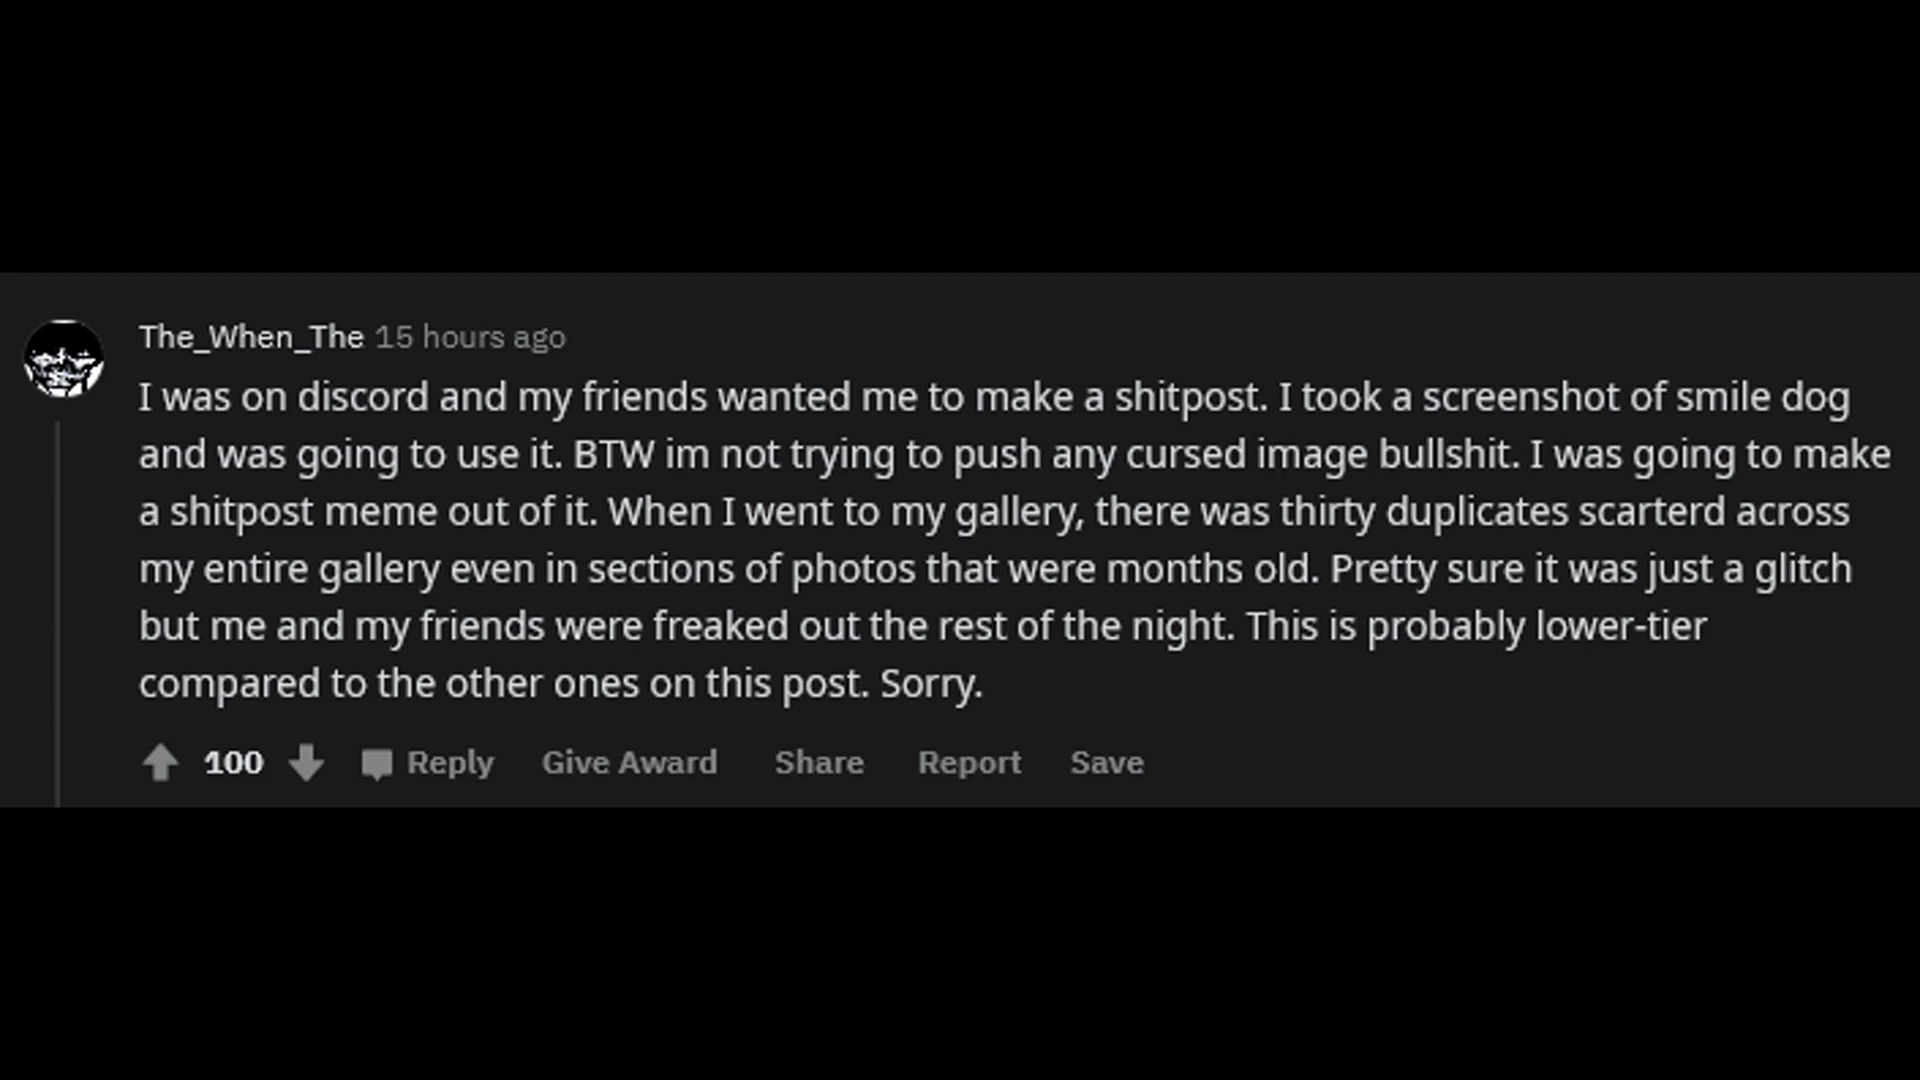 The_When_The 15 hours ago
I was on discord and my friends wanted me to make a shitpost. I took a screenshot of smile dog
and was going to use it. BTW im not trying to push any cursed image bullshit. I was going to make
a shitpost meme out of it. When I went to my gallery, there was thirty duplicates scarterd across
my entire gallery even in sections of photos that were months old. Pretty sure it was just a glitch
but me and my friends were freaked out the rest of the night. This is probably lower-tier
compared to the other ones on this post. Sorry.
100 Reply Give Award Share Report Save